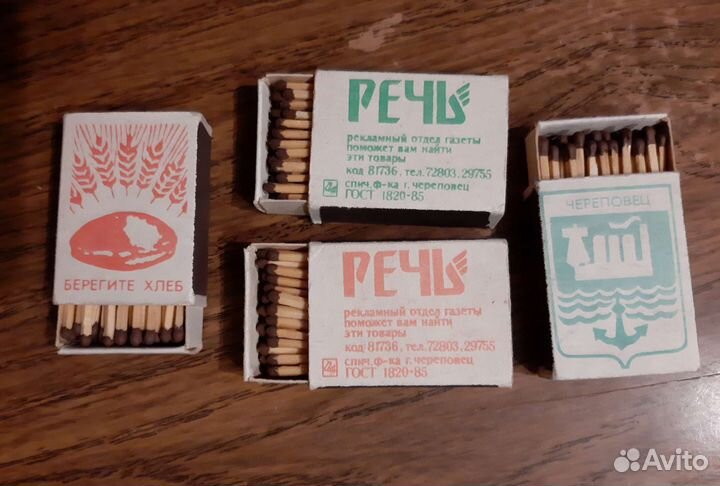 БЕРЕГИТЕ ХЛЕБ
РЕЧЬ
рекламный отдел газеты
поможет вам найти
эти товары
код 81736, тел.72803.29755
спич.ф-ка г.череповец
ГОСТ 1820-85
РЕЧЬ
рекламный отдел газеты
поможет вам найти
эти товары
код 81736, тел.72803.29755
спич.ф-ка г.череповец
ГОСТ 1820-85
ЧЕРЕПОВЕЦ
Avito